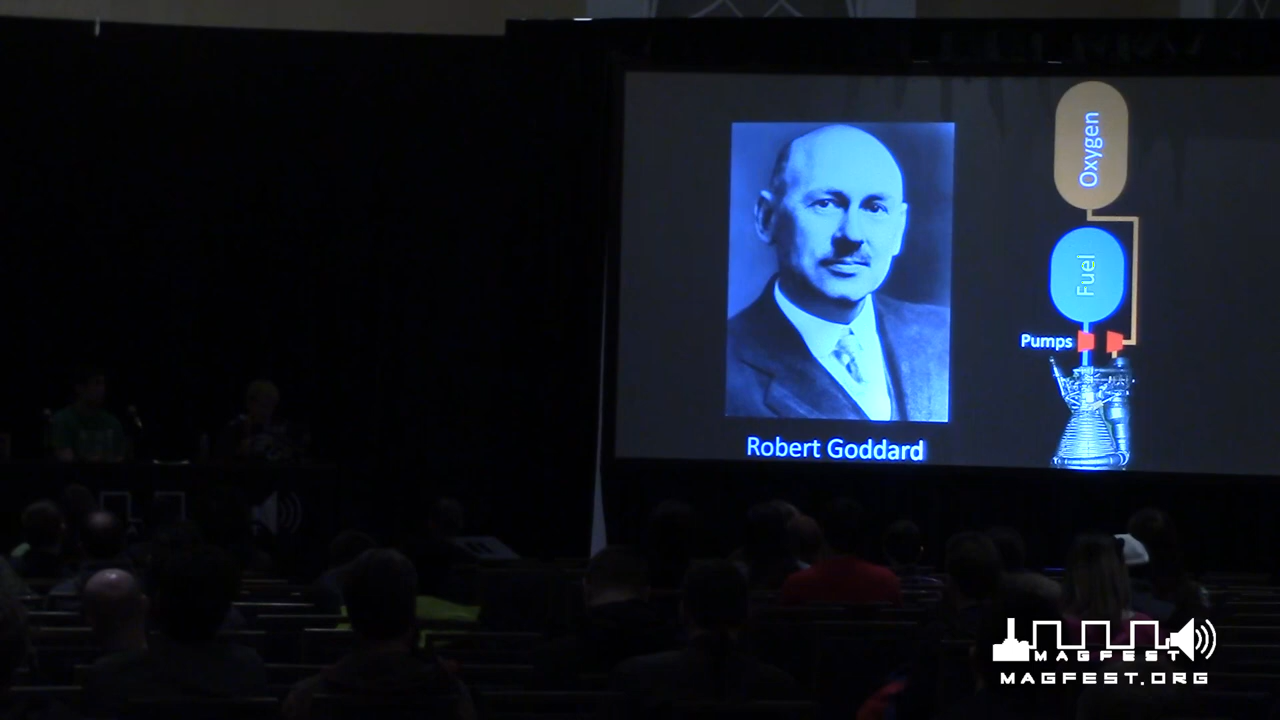 Oxygen
Fuel
Pumps
Robert Goddard
MAGFEST
MAGFEST.ORG